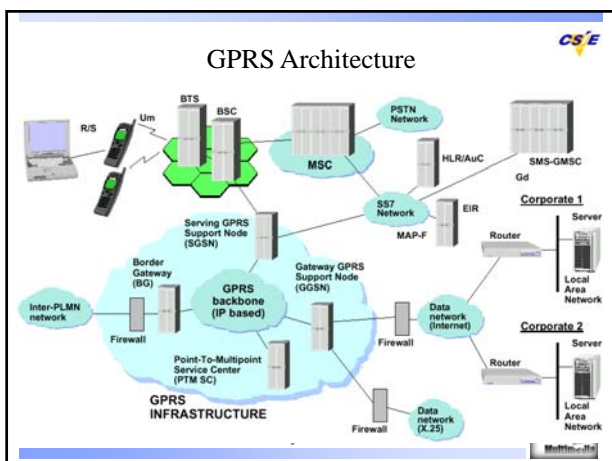 CSIE
GPRS Architecture
BTS
Um
BSC
R/S
PSTN
Network
MSC
HLR/AuC
SMS-GMSC
Gd
SS7
Network
EIR
MAP-F
Corporate 1
Serving GPRS
Support Node
(SGSN)
Router
Server
Border
Gateway
(BG)
Gateway GPRS
Support Node
(GGSN)
Local
Area
Network
GPRS
backbone
(IP based)
Inter-PLMN
network
Data
network
(Internet)
Corporate 2
Firewall
Firewall
Server
Router
Point-To-Multipoint
Service Center
(PTM SC)
GPRS
INFRASTRUCTURE
Local
Area
Network
Data
network
(X.25)
Firewall
Multimedia